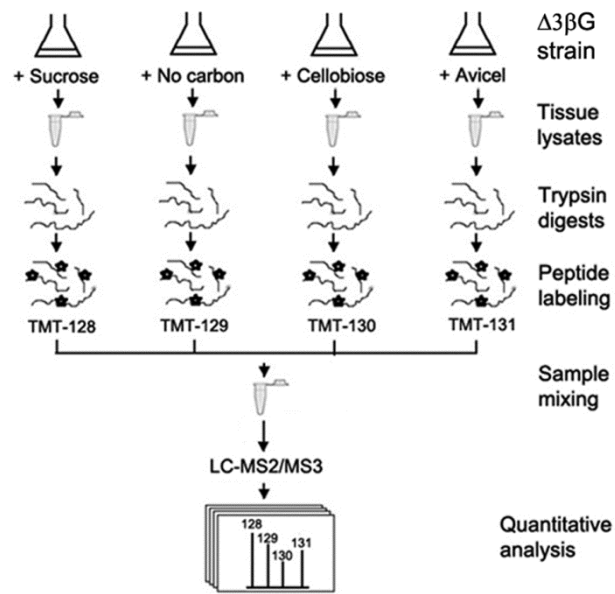 Δ3βG
strain
+ Sucrose + No carbon + Cellobiose + Avicel
Tissue
lysates
Trypsin
digests
Peptide
labeling
TMT-128 TMT-129 TMT-130 TMT-131
Sample
mixing
LC-MS2/MS3
128
129
130
131
Quantitative
analysis